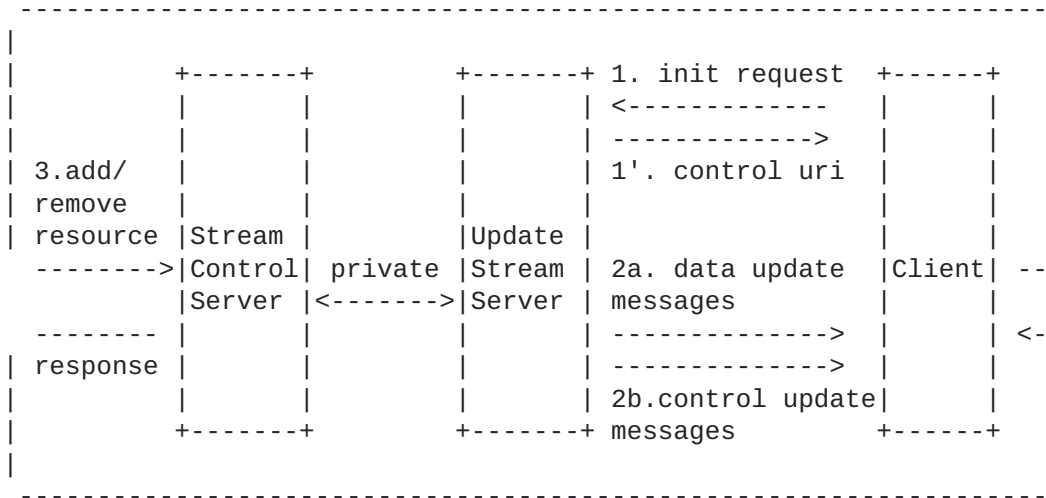 -------------------------------------------------------------------
|
|          +-------+         +-------+ 1. init request  +------+
|          |       |         |       | <-------------   |      |
|          |       |         |       | ------------->   |      |
| 3.add/   |       |         |       | 1'. control uri  |      |
| remove   |       |         |       |                  |      |
| resource |Stream |         |Update |                  |      |
  -------->|Control| private |Stream | 2a. data update  |Client| --
           |Server |<------->|Server | messages         |      |
  -------- |       |         |       | -------------->  |      | <-
| response |       |         |       | -------------->  |      |
|          |       |         |       | 2b.control update|      |
|          +-------+         +-------+ messages         +------+
|
 -------------------------------------------------------------------